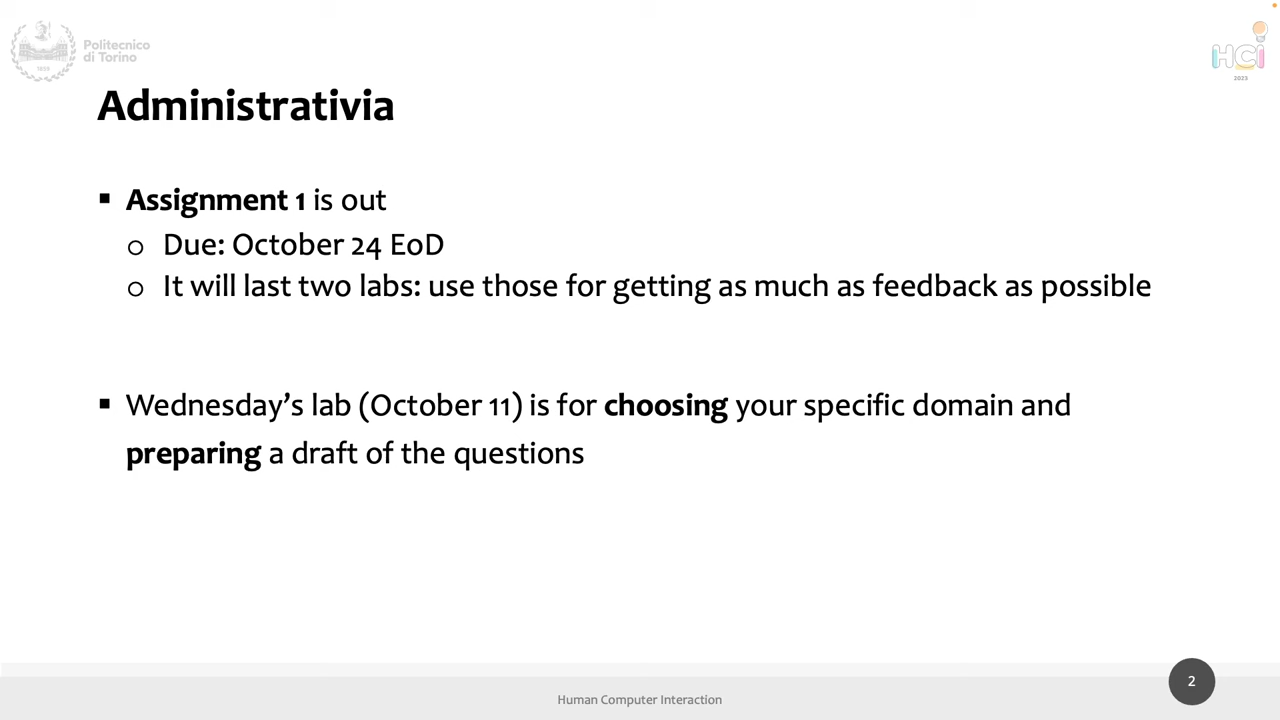 Politecnico
di Torino
1859
HCI
2023
Administrativia
▪ Assignment 1 is out
o Due: October 24 EoD
o It will last two labs: use those for getting as much as feedback as possible
▪ Wednesday’s lab (October 11) is for choosing your specific domain and
preparing a draft of the questions
Human Computer Interaction
2